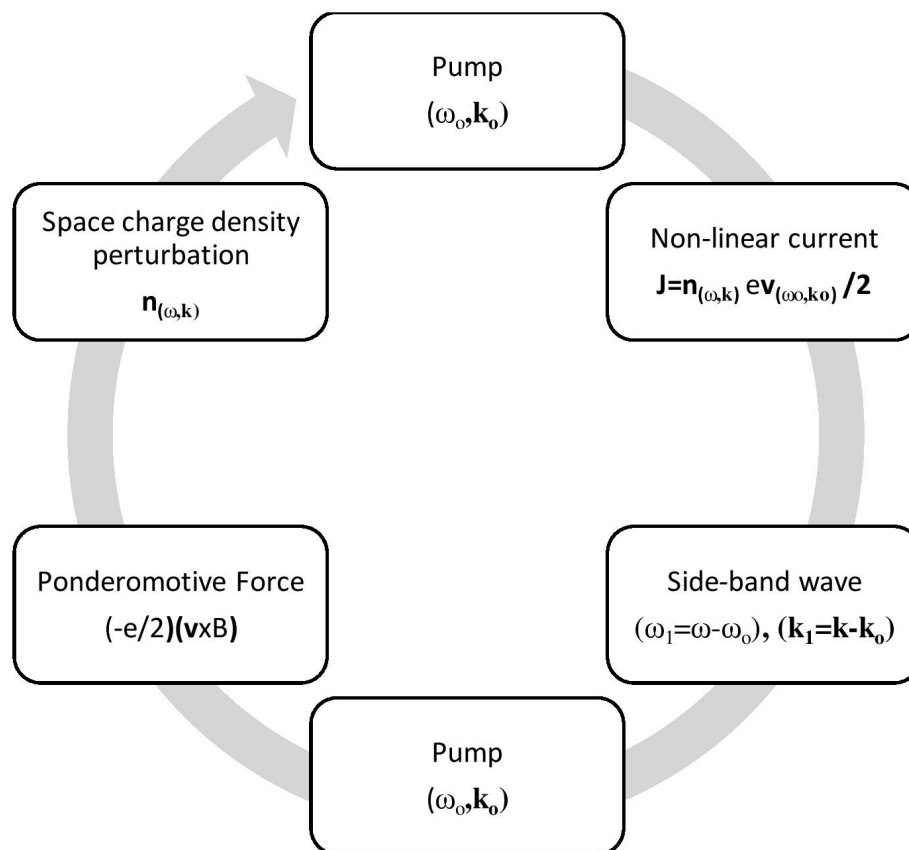 Pump
(ωₒ,kₒ)
Non-linear current
J=n₍ω,k₎ ev₍ωo,ko₎ /2
Side-band wave
(ω₁=ω-ωₒ), (k₁=k-kₒ)
Pump
(ωₒ,kₒ)
Ponderomotive Force
(-e/2)(vxB)
Space charge density
perturbation
n₍ω,k₎